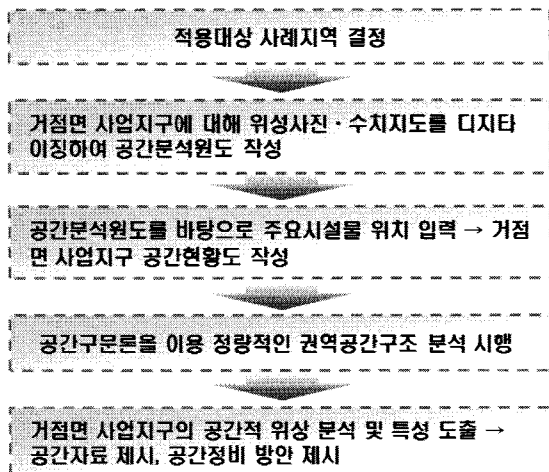 적용대상 사례지역 결정
거점면 사업지구에 대해 위성사진 · 수치지도를 디지타
이징하여 공간분석원도 작성
공간분석원도를 바탕으로 주요시설물 위치 입력 → 거점
면 사업지구 공간현황도 작성
공간구문론을 이용 정량적인 권역공간구조 분석 시행
거점면 사업지구의 공간적 위상 분석 및 특성 도출 →
공간자료 제시, 공간정비 방안 제시